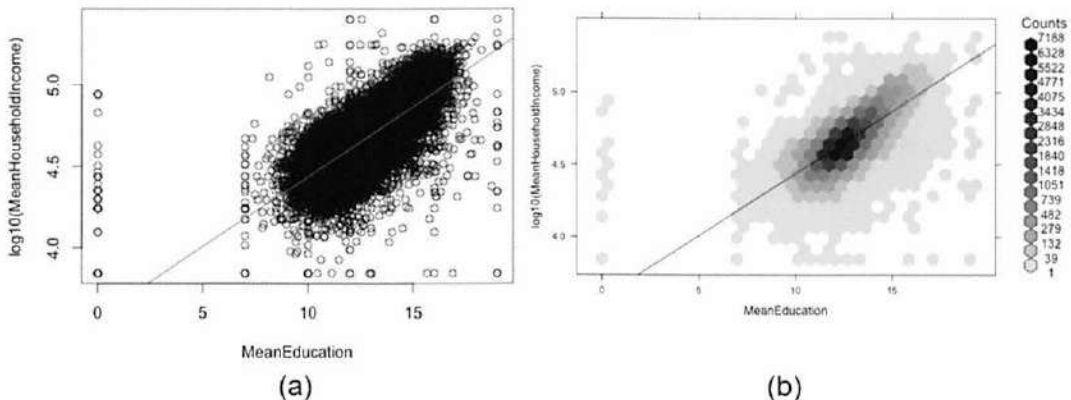 log10(MeanHouseholdIncome)
5.0
4.5
4.0
0 5 10 15
MeanEducation
(a)
log10(MeanHouseholdIncome)
5.0
4.5
4.0
0 5 10 15
MeanEducation
(b)
Counts
7188
6328
5522
4771
4075
3434
2848
2316
1840
1418
1051
739
482
279
132
39
1